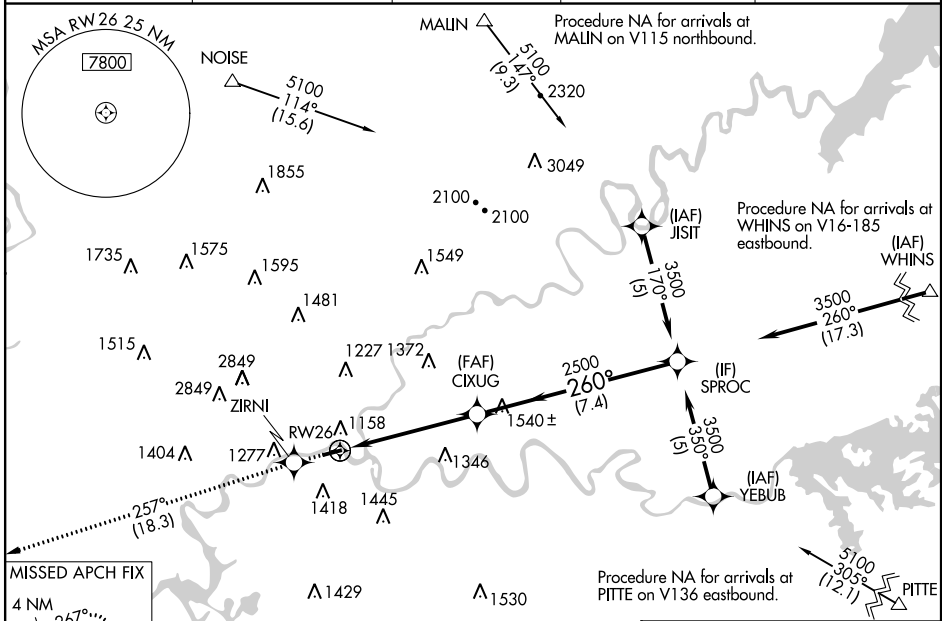 MSA RW26 25 NM
7800
NOISE
5100
114°
(15.6)
MALIN
5100
147°
(9.3)
2320
Procedure NA for arrivals at
MALIN on V115 northbound.
3049
1855
2100
2100
(IAF)
JISIT
Procedure NA for arrivals at
WHINS on V16-185
eastbound.
(IAF)
WHINS
1735
1575
1595
1549
3500
170°
(5)
3500
260°
(17.3)
1481
1515
1227
1372
(FAF)
CIXUG
2500
260°
(7.4)
(IF)
SPROC
2849
2849
ZIRNI
RW26
1158
1540 ±
1404
1277
1346
3500
350°
(5)
(IAF)
YEBUB
1418
1445
257°
(18.3)
5100
305°
(12.1)
PITTE
MISSED APCH FIX
4 NM
267°
1429
1530
Procedure NA for arrivals at
PITTE on V136 eastbound.